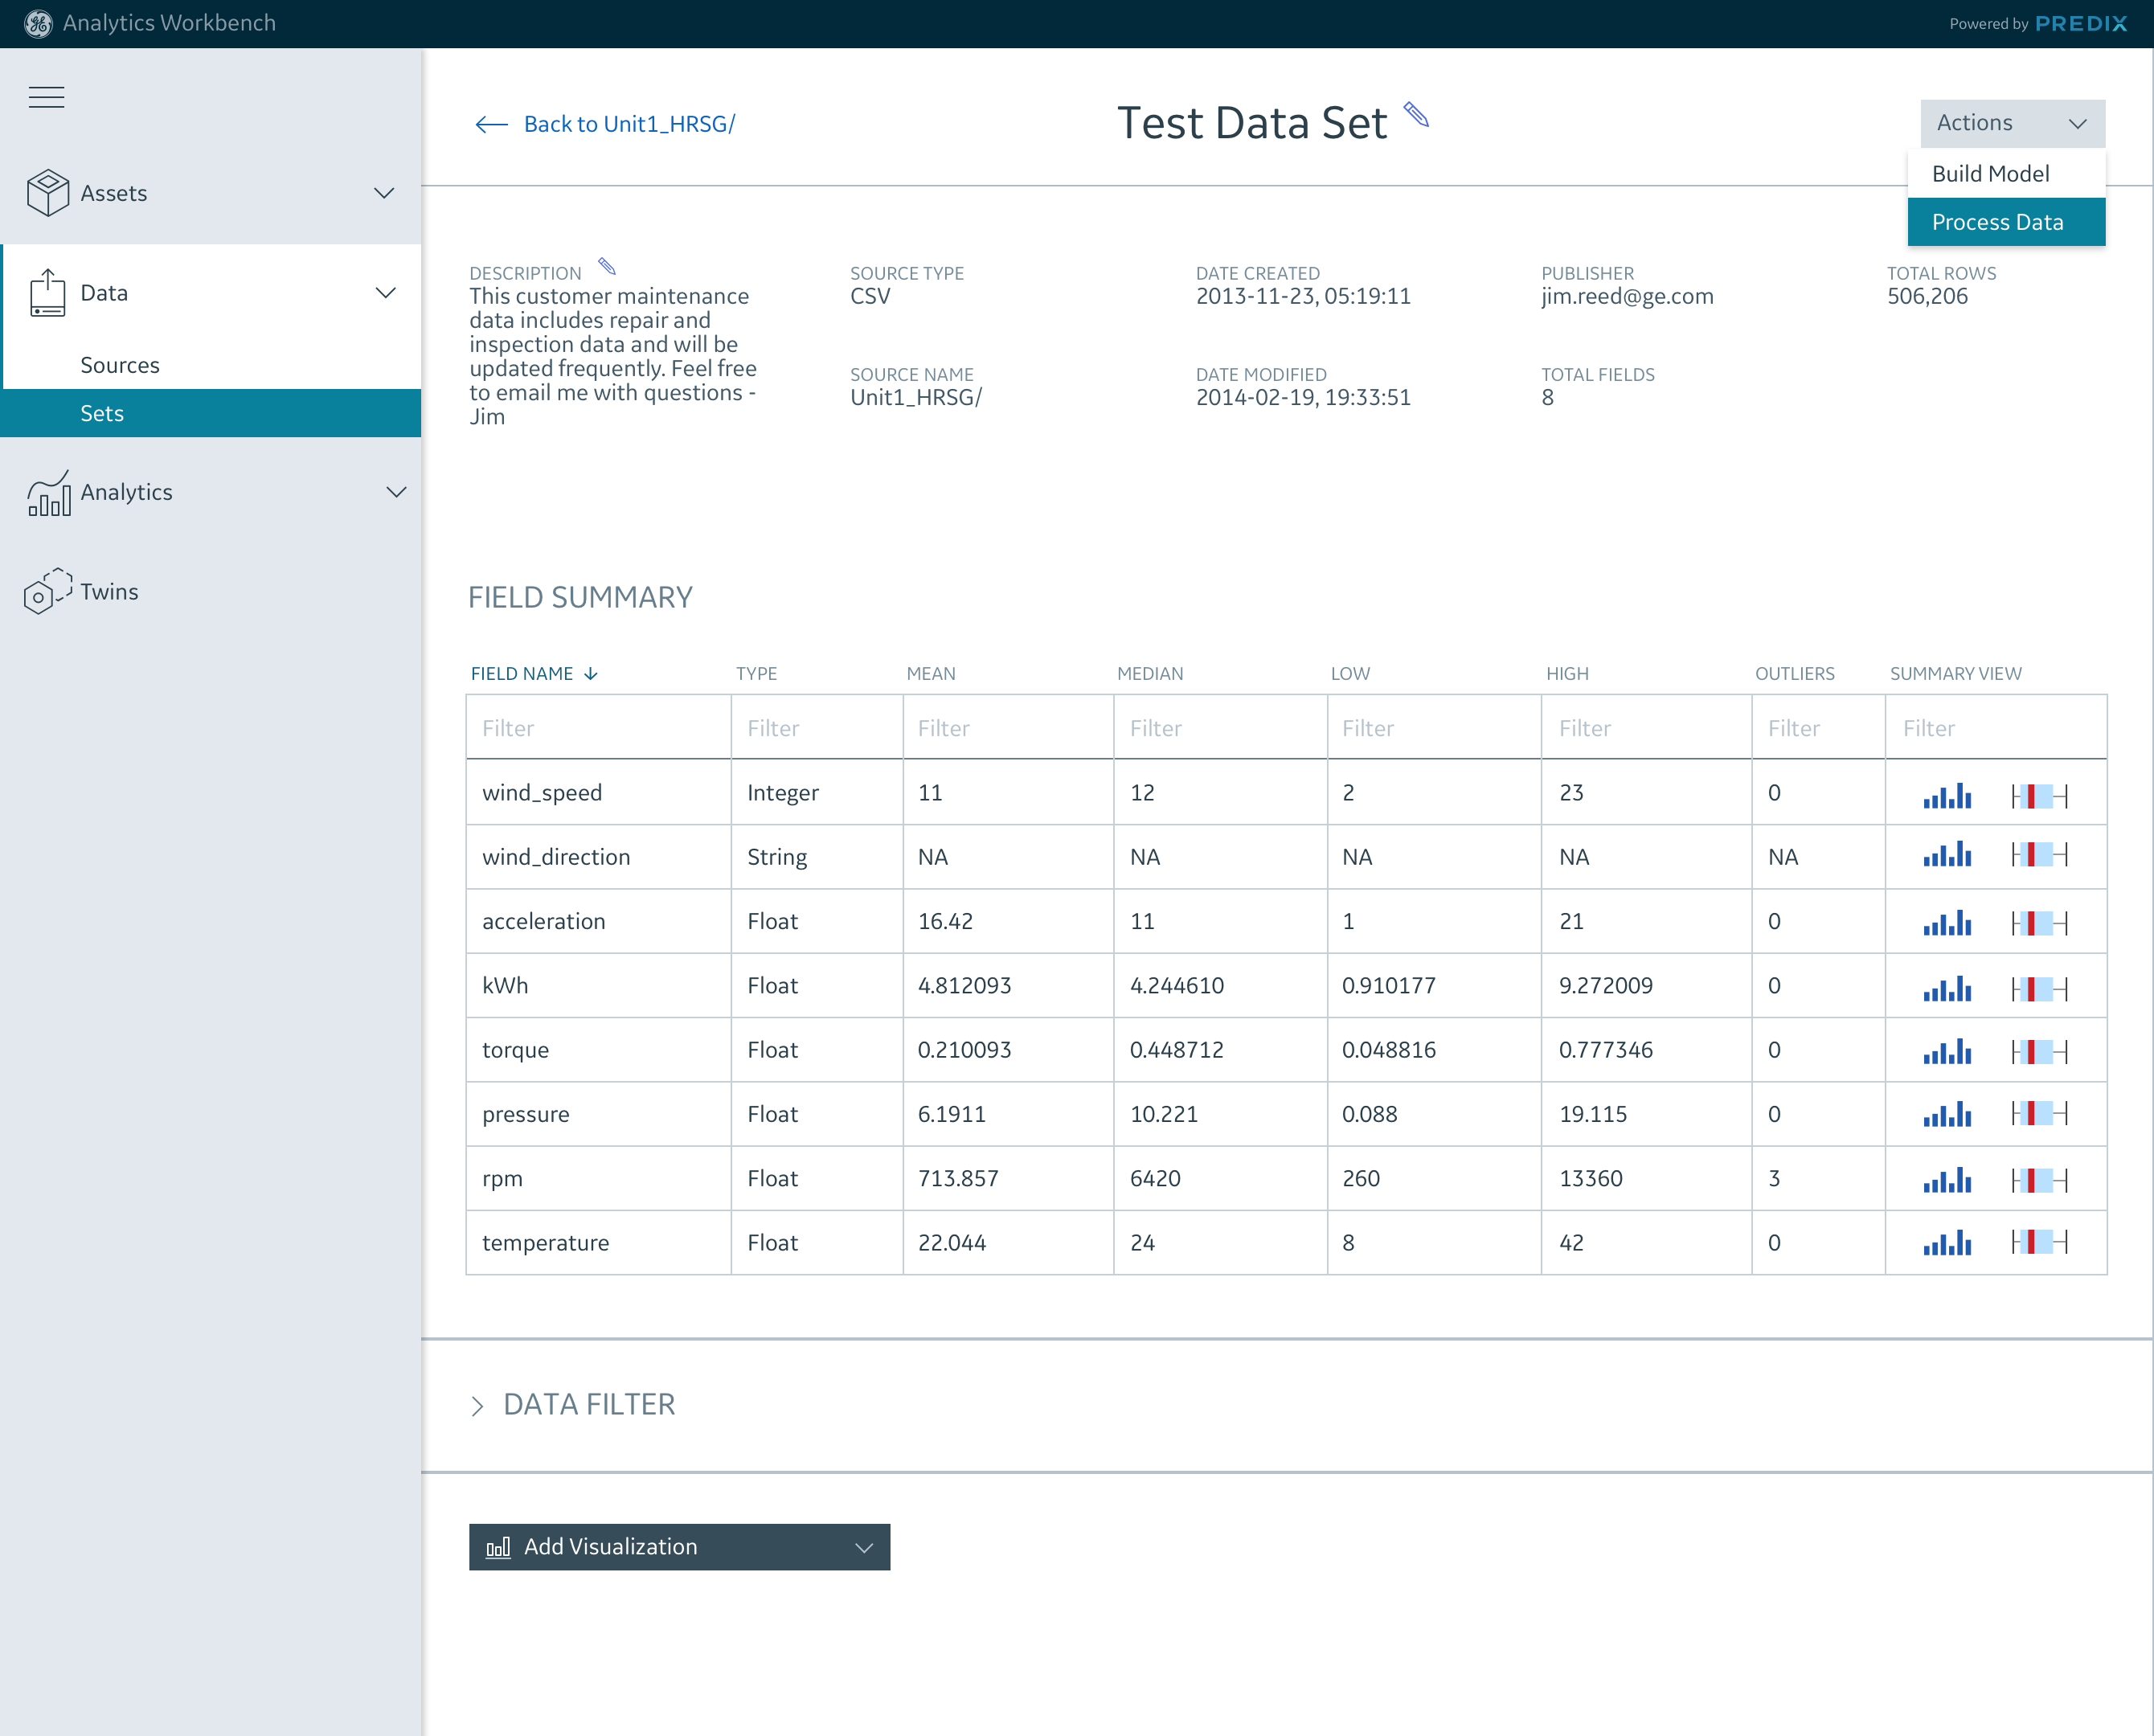 Analytics Workbench
Powered by PREDIX
Back to Unit1_HRSG/
Test Data Set
Actions
Build Model
Process Data
Assets
Data
Sources
Sets
Analytics
Twins
DESCRIPTION
This customer maintenance
data includes repair and
inspection data and will be
updated frequently. Feel free
to email me with questions -
Jim
SOURCE TYPE
CSV
SOURCE NAME
Unit1_HRSG/
DATE CREATED
2013-11-23, 05:19:11
DATE MODIFIED
2014-02-19, 19:33:51
PUBLISHER
jim.reed@ge.com
TOTAL FIELDS
8
TOTAL ROWS
506,206
FIELD SUMMARY
FIELD NAME TYPE MEAN MEDIAN LOW HIGH OUTLIERS SUMMARY VIEW
Filter Filter Filter Filter Filter Filter Filter Filter
wind_speed Integer 11 12 2 23 0
wind_direction String NA NA NA NA NA
acceleration Float 16.42 11 1 21 0
kWh Float 4.812093 4.244610 0.910177 9.272009 0
torque Float 0.210093 0.448712 0.048816 0.777346 0
pressure Float 6.1911 10.221 0.088 19.115 0
rpm Float 713.857 6420 260 13360 3
temperature Float 22.044 24 8 42 0
DATA FILTER
Add Visualization